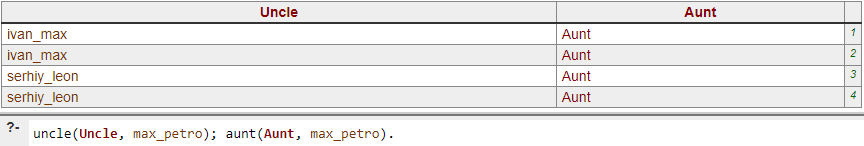 Uncle Aunt
ivan_max Aunt 1
ivan_max Aunt 2
serhiy_leon Aunt 3
serhiy_leon Aunt 4
?- uncle(Uncle, max_petro); aunt(Aunt, max_petro).